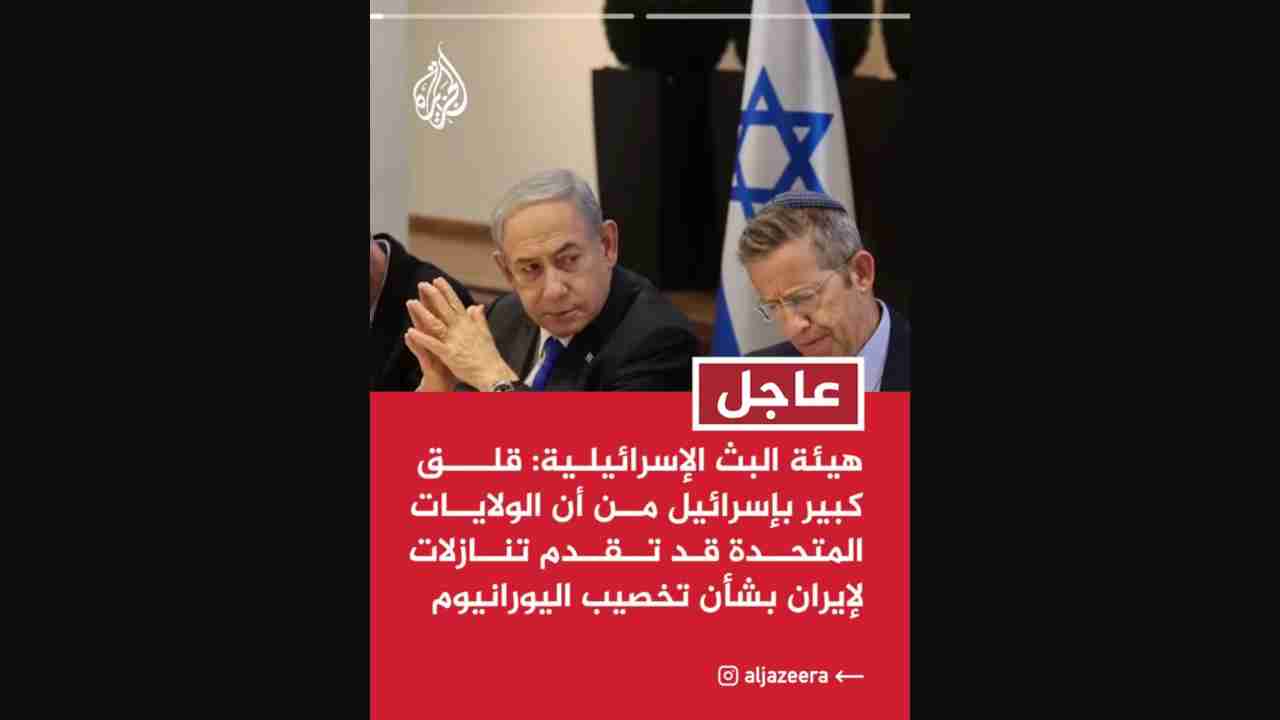 الجزيرة
عاجل
هيئة البث الإسرائيلية: قلق
كبير بإسرائيل من أن الولايات
المتحدة قد تقدم تنازلات
لإيران بشأن تخصيب اليورانيوم
aljazeera